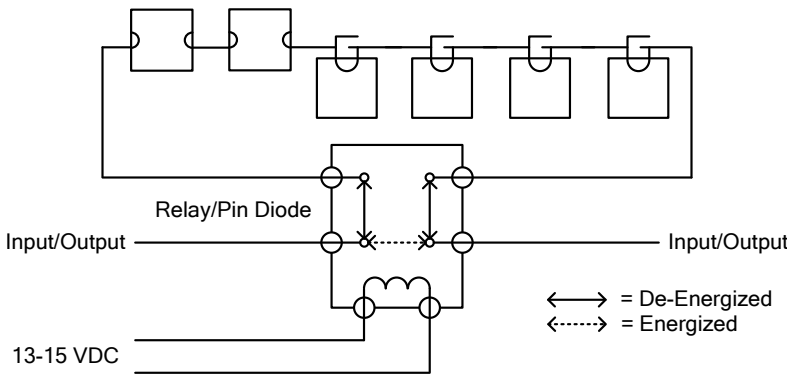 Relay/Pin Diode
Input/Output
Input/Output
= De-Energized
= Energized
13-15 VDC